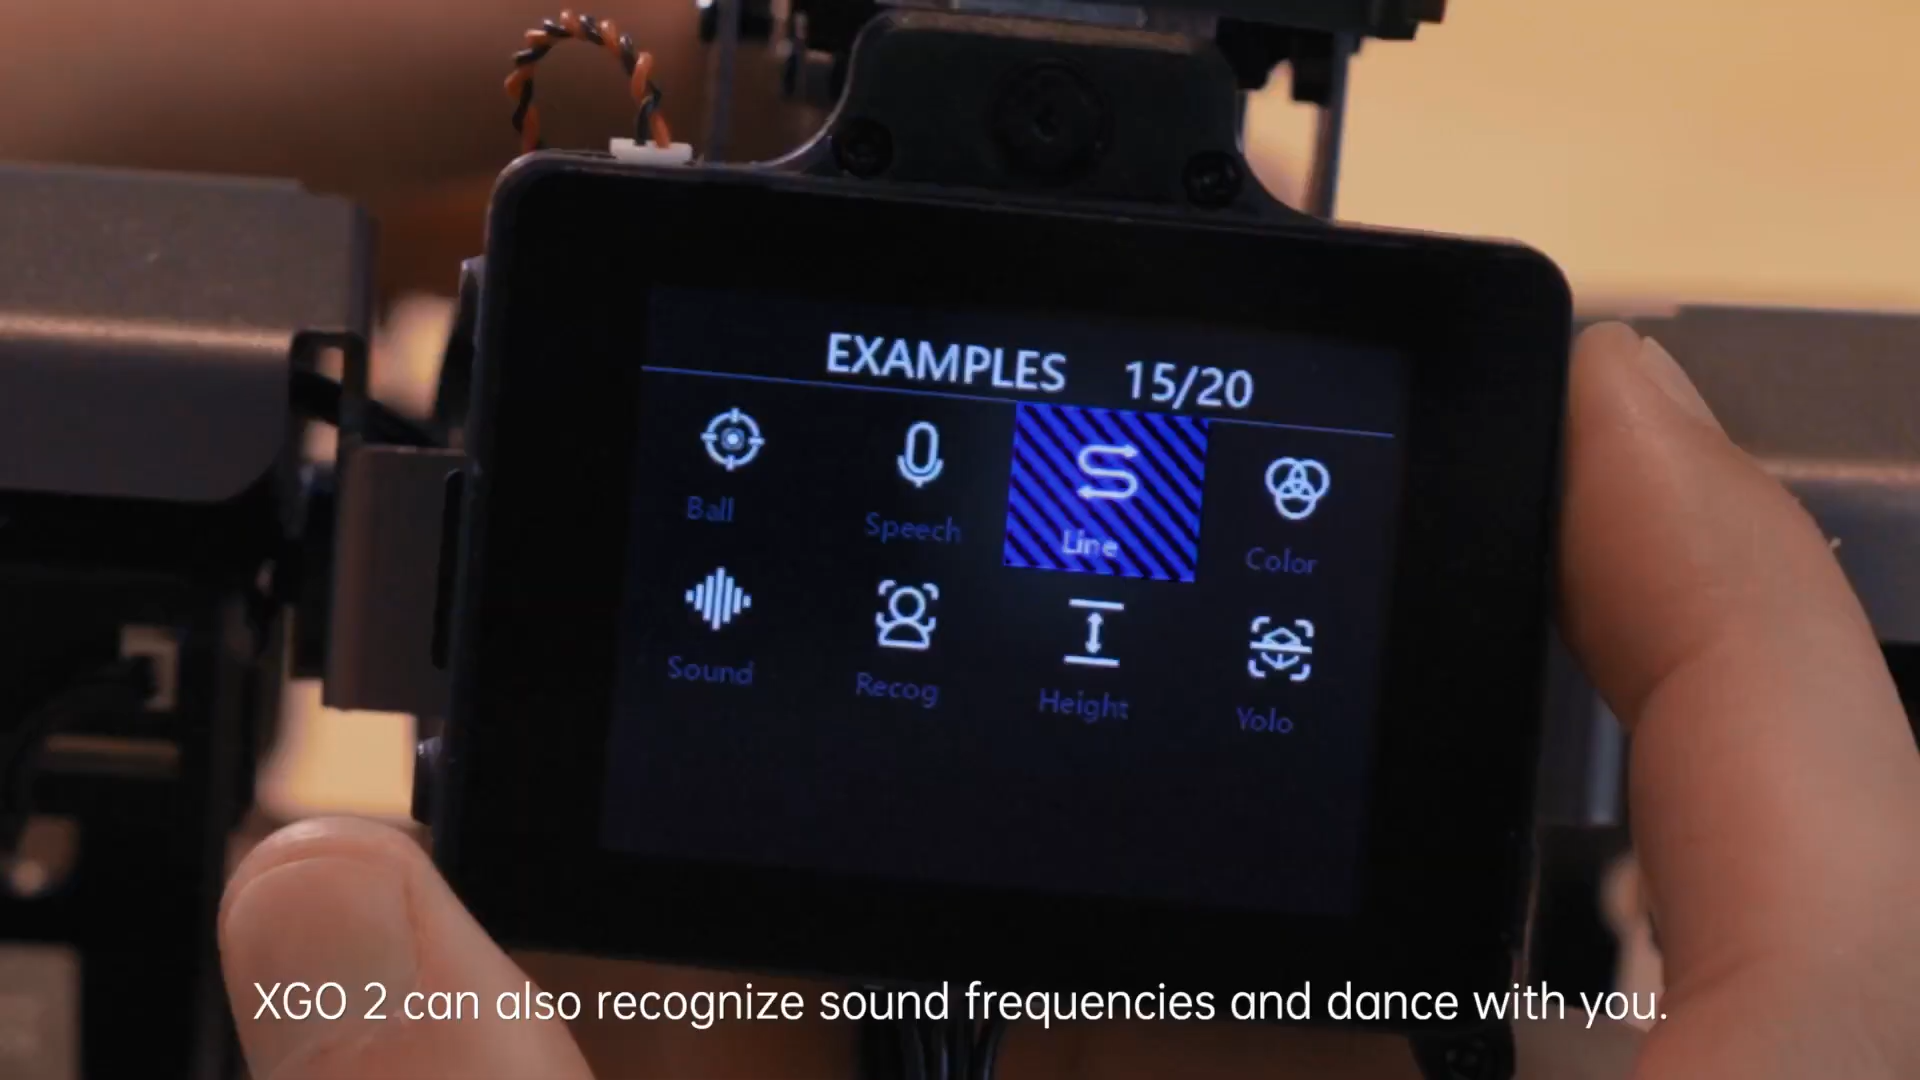 EXAMPLES 15/20
Ball Speech Line Color
Sound Recog Height Yolo
XGO 2 can also recognize sound frequencies and dance with you.